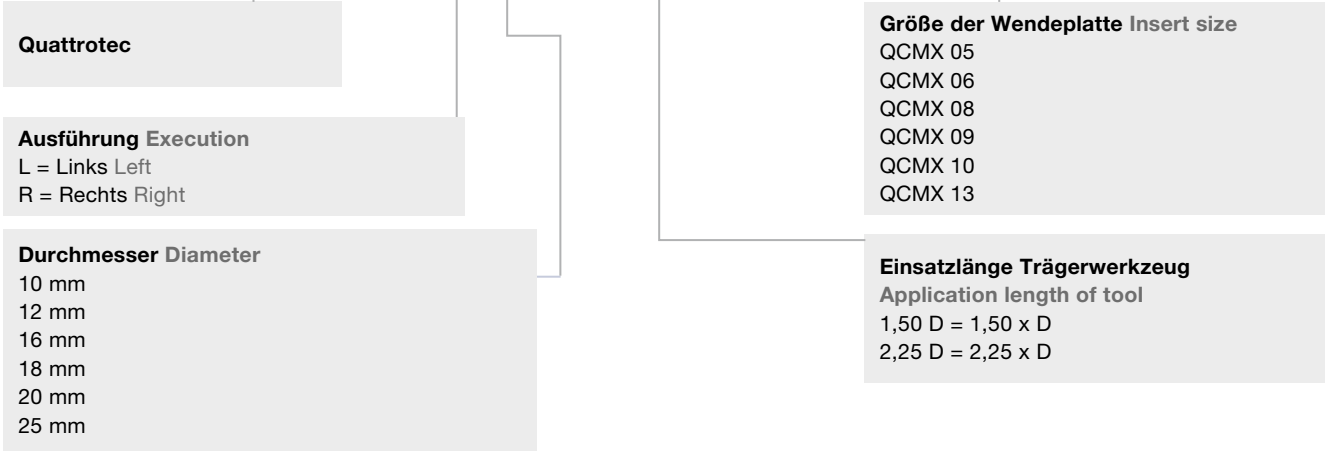 Quattrotec
Ausführung Execution
L = Links Left
R = Rechts Right
Durchmesser Diameter
10 mm
12 mm
16 mm
18 mm
20 mm
25 mm
Größe der Wendeplatte Insert size
QCMX 05
QCMX 06
QCMX 08
QCMX 09
QCMX 10
QCMX 13
Einsatzlänge Trägerwerkzeug
Application length of tool
1,50 D = 1,50 x D
2,25 D = 2,25 x D